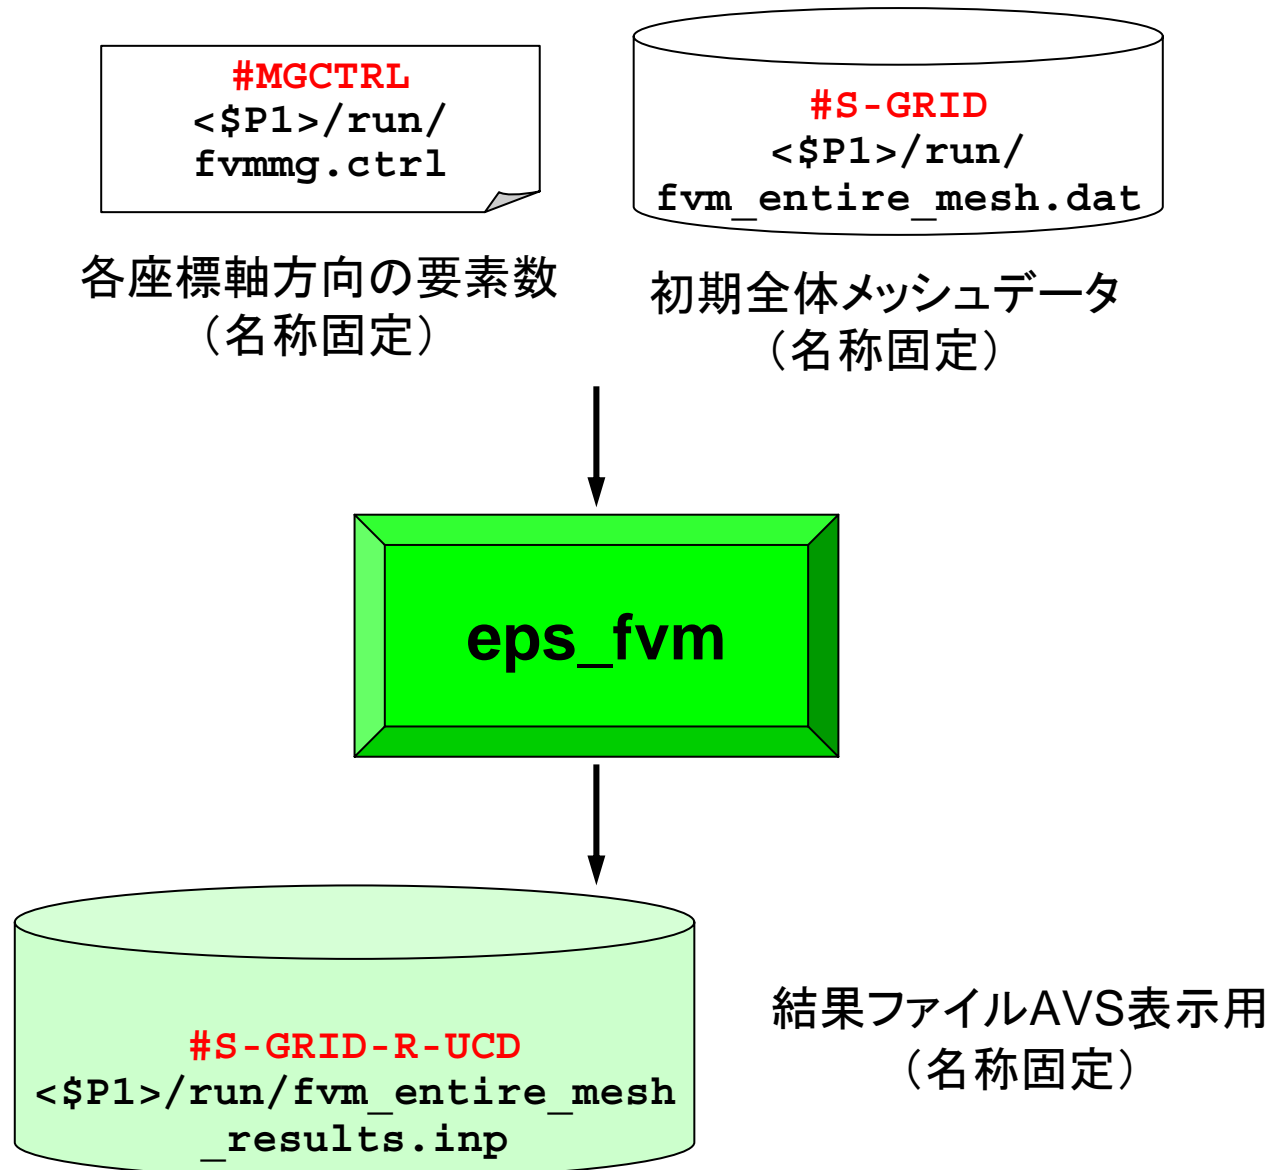 #MGCTRL
<$P1>/run/
fvmmg.ctrl
#S-GRID
<$P1>/run/
fvm_entire_mesh.dat
各座標軸方向の要素数
（名称固定）
初期全体メッシュデータ
（名称固定）
eps_fvm
#S-GRID-R-UCD
<$P1>/run/fvm_entire_mesh
_results.inp
結果ファイルAVS表示用
（名称固定）